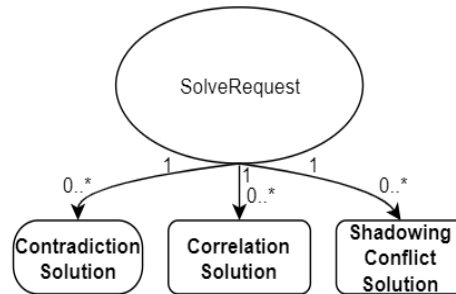 SolveRequest
1
1
1
0..*
0..*
0..*
Contradiction
Solution
Correlation
Solution
Shadowing
Conflict
Solution